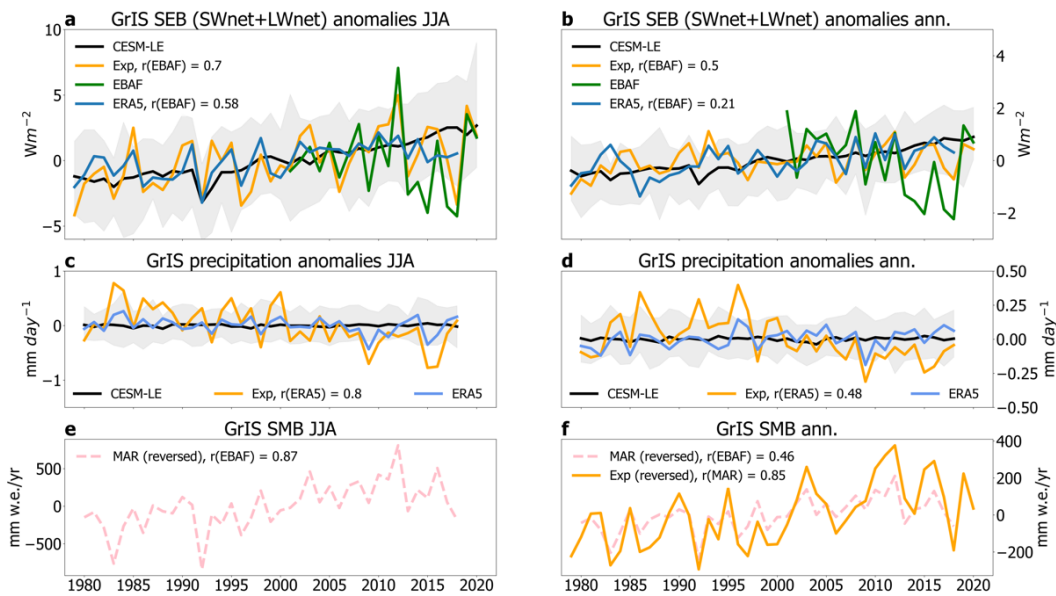 a GrIS SEB (SWnet+LWnet) anomalies JJA
10
5
0
−5
Wm−2
CESM-LE
Exp, r(EBAF) = 0.7
EBAF
ERA5, r(EBAF) = 0.58
b GrIS SEB (SWnet+LWnet) anomalies ann.
4
2
0
−2
Wm−2
CESM-LE
Exp, r(EBAF) = 0.5
EBAF
ERA5, r(EBAF) = 0.21
c GrIS precipitation anomalies JJA
1
0
−1
mm day−1
CESM-LE Exp, r(ERA5) = 0.8 ERA5
d GrIS precipitation anomalies ann.
0.50
0.25
0.00
−0.25
−0.50
mm day−1
CESM-LE Exp, r(ERA5) = 0.48 ERA5
e GrIS SMB JJA
500
0
−500
mm w.e./yr
MAR (reversed), r(EBAF) = 0.87
1980 1985 1990 1995 2000 2005 2010 2015 2020
f GrIS SMB ann.
400
200
0
−200
mm w.e./yr
MAR (reversed), r(EBAF) = 0.46
Exp (reversed), r(MAR) = 0.85
1980 1985 1990 1995 2000 2005 2010 2015 2020